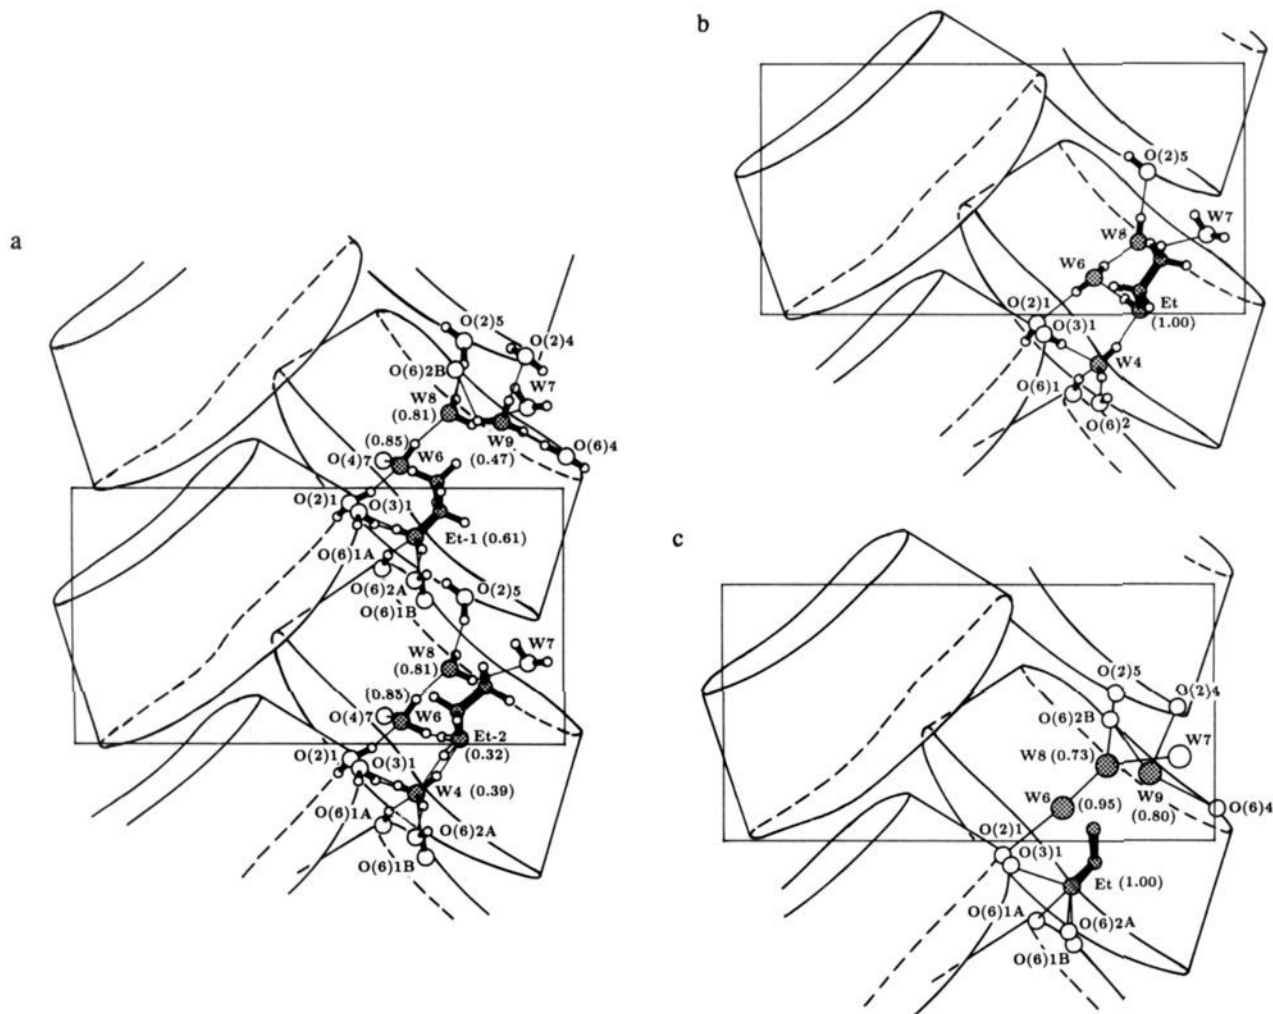 a
O(2)5
O(2)4
O(6)2B
W7
W8
(0.81)
W9
(0.47)
O(6)4
(0.85)
O(4)7
W6
O(2)1
O(3)1
Et-1 (0.61)
O(6)1A
O(6)2A
O(6)1B
O(2)5
W7
W8
(0.81)
(0.85)
O(4)7
W6
Et-2
(0.32)
O(2)1
O(3)1
W4 (0.39)
O(6)1A
O(6)2A
O(6)1B
b
O(2)5
W7
W8
W6
Et
(1.00)
O(2)1
O(3)1
W4
O(6)1
O(6)2
c
O(2)5
O(2)4
O(6)2B
W7
W8 (0.73)
W6
(0.95)
W9
(0.80)
O(6)4
O(2)1
O(3)1
Et (1.00)
O(6)1A
O(6)2A
O(6)1B